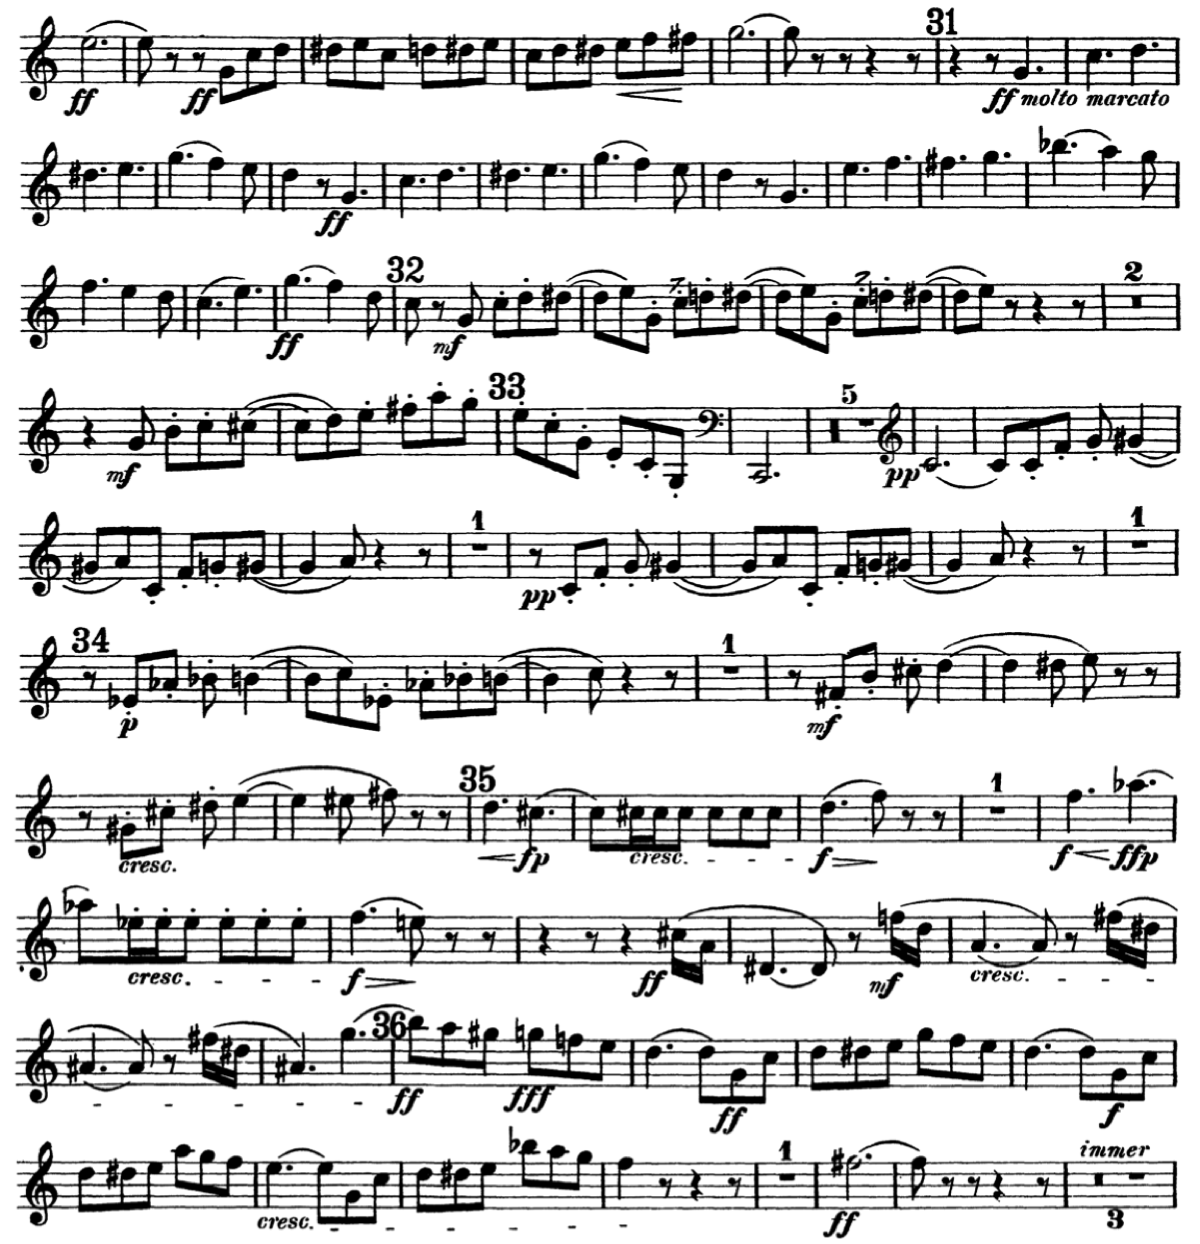 31
ff ff ff molto marcato
ff
32 2
ff mf
33 5
mf pp
1 1
pp
34 1
p mf
35 1
cresc. fp cresc. f f ffp
cresc. f ff mf cresc.
36
ff fff ff f
1 immer
cresc. ff 3